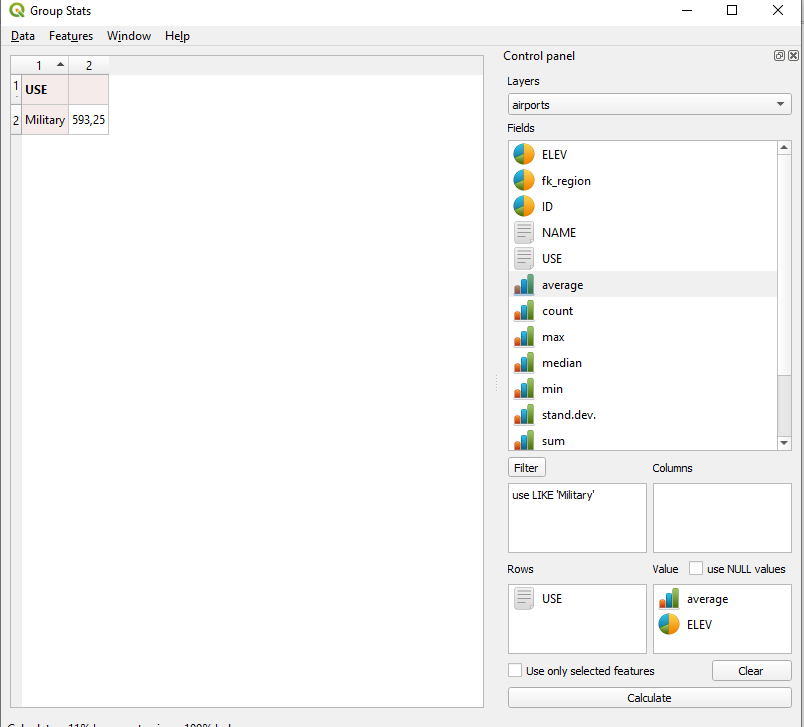 Group Stats
Data Features Window Help
1 2
1 USE
2 Military 593,25
Control panel
Layers
airports
Fields
ELEV
fk_region
ID
NAME
USE
average
count
max
median
min
stand.dev.
sum
Filter
Columns
use LIKE 'Military'
Rows
Value use NULL values
USE
average
ELEV
Use only selected features
Clear
Calculate